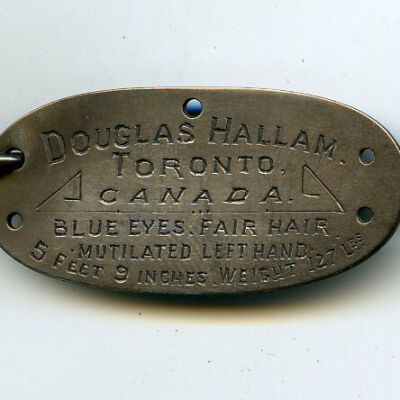 DOUGLAS HALLAM.
TORONTO,
CANADA.
BLUE EYES. FAIR HAIR
MUTILATED LEFT HAND.
5 FEET 9 INCHES. WEIGHT 127 LBS